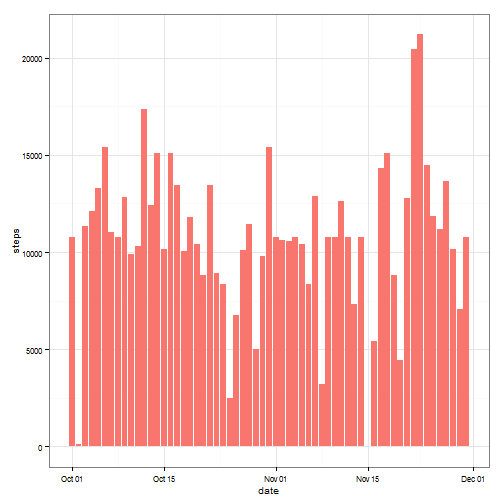 20000
15000
10000
5000
0
steps
Oct 01
Oct 15
Nov 01
Nov 15
Dec 01
date